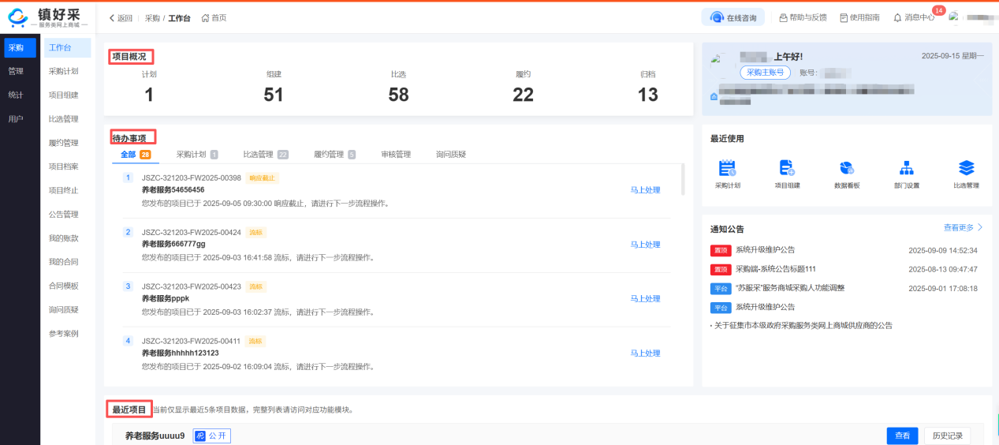 镇好采
服务类网上商城
返回 采购 / 工作台 首页
在线咨询 帮助与反馈 使用指南 消息中心 14
采购
管理
统计
用户
工作台
采购计划
项目组建
比选管理
履约管理
项目档案
项目终止
公告管理
我的账款
我的合同
合同模板
询问质疑
参考案例
项目概况
计划 组建 比选 履约 归档
1 51 58 22 13
待办事项
全部 28 采购计划 1 比选管理 22 履约管理 5 审核管理 询问质疑
1 JSZC-321203-FW2025-00398 响应截止
养老服务54656456
马上处理
您发布的项目已于 2025-09-05 09:30:00 响应截止，请进行下一步流程操作。
2 JSZC-321203-FW2025-00424 流标
养老服务666777gg
马上处理
您发布的项目已于 2025-09-03 16:41:58 流标，请进行下一步流程操作。
3 JSZC-321203-FW2025-00423 流标
养老服务pppk
马上处理
您发布的项目已于 2025-09-03 16:02:37 流标，请进行下一步流程操作。
4 JSZC-321203-FW2025-00411 流标
养老服务hhhhh123123
马上处理
您发布的项目已于 2025-09-02 16:09:04 流标，请进行下一步流程操作。
最近项目 当前仅显示最近5条项目数据，完整列表请访问对应功能模块。
养老服务uuuu9 公开 查看 历史记录
上午好! 2025-09-15 星期一
采购主账号 账号:
最近使用
采购计划 项目组建 数据看板 部门设置 比选管理
通知公告 查看更多
置顶 系统升级维护公告 2025-09-09 14:52:34
置顶 采购端-系统公告标题111 2025-08-13 09:47:47
平台 “苏服采”服务商城采购人功能调整 2025-09-01 17:08:18
平台 系统升级维护公告
· 关于征集市本级政府采购服务类网上商城供应商的公告